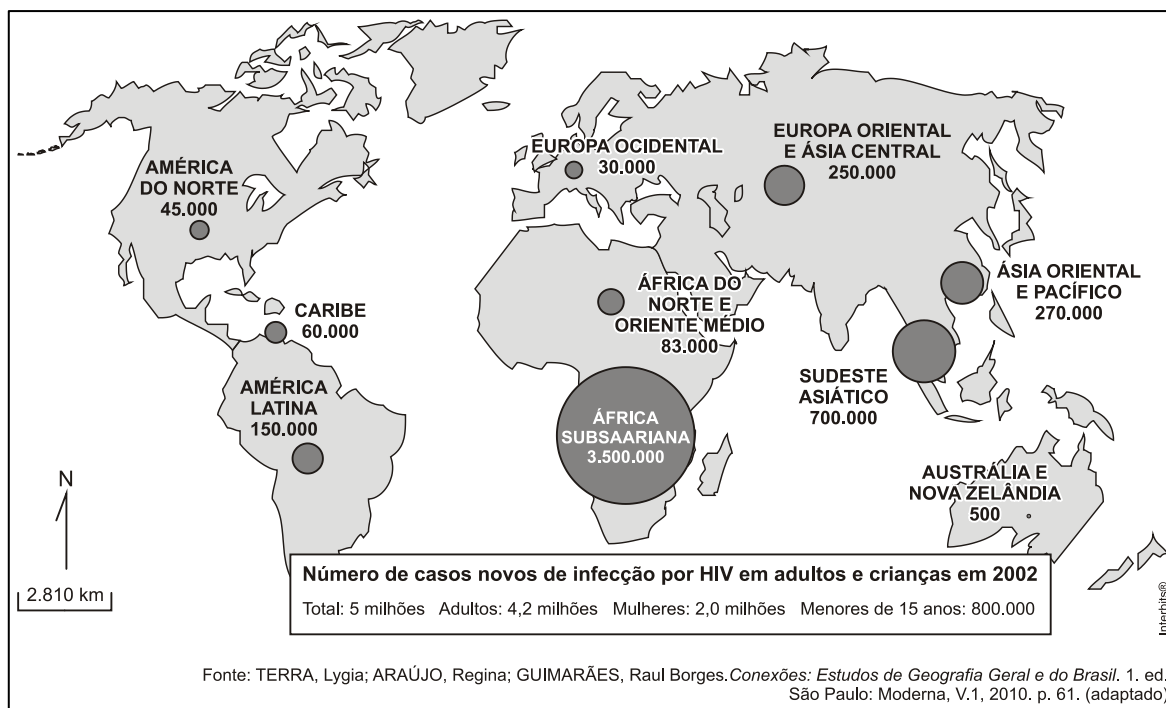 AMÉRICA
DO NORTE
45.000
EUROPA OCIDENTAL
30.000
EUROPA ORIENTAL
E ÁSIA CENTRAL
250.000
CARIBE
60.000
ÁFRICA DO
NORTE E
ORIENTE MÉDIO
83.000
ÁSIA ORIENTAL
E PACÍFICO
270.000
AMÉRICA
LATINA
150.000
ÁFRICA
SUBSAARIANA
3.500.000
SUDESTE
ASIÁTICO
700.000
AUSTRÁLIA E
NOVA ZELÂNDIA
500
N
2.810 km
Número de casos novos de infecção por HIV em adultos e crianças em 2002
Total: 5 milhões Adultos: 4,2 milhões Mulheres: 2,0 milhões Menores de 15 anos: 800.000
Interbits®
Fonte: TERRA, Lygia; ARAÚJO, Regina; GUIMARÃES, Raul Borges. Conexões: Estudos de Geografia Geral e do Brasil. 1. ed.
São Paulo: Moderna, V.1, 2010. p. 61. (adaptado)